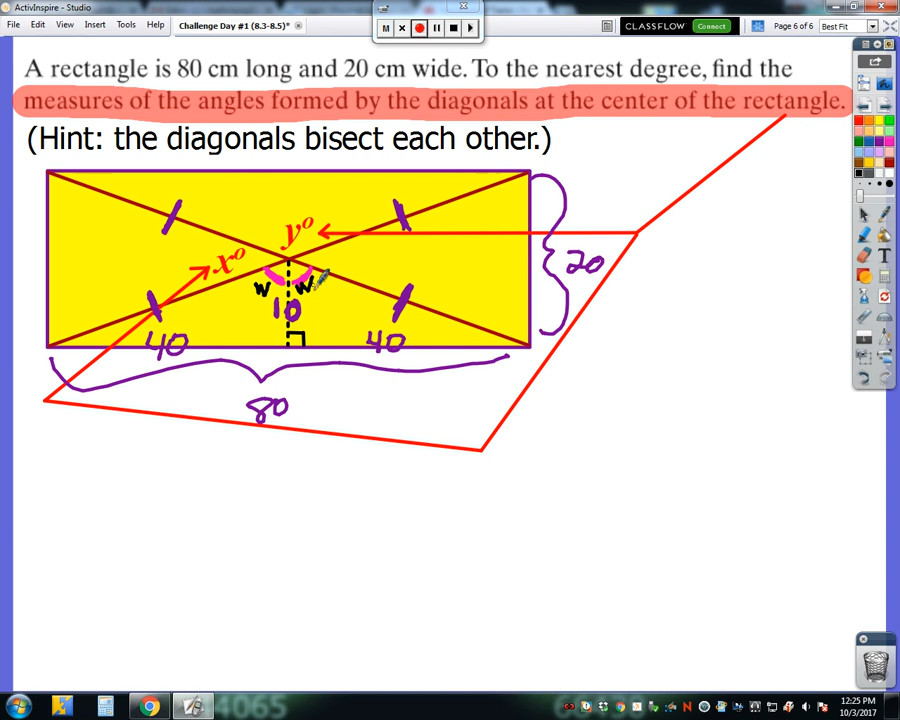 ActivInspire - Studio
File Edit View Insert Tools Help
Challenge Day #1 (8.3-8.5)*
M
CLASSFLOW Connect
Page 6 of 6
Best Fit
A rectangle is 80 cm long and 20 cm wide. To the nearest degree, find the
measures of the angles formed by the diagonals at the center of the rectangle.
(Hint: the diagonals bisect each other.)
y°
x°
20
w w
10
40 40
80
T
4065
12:25 PM
10/3/2017